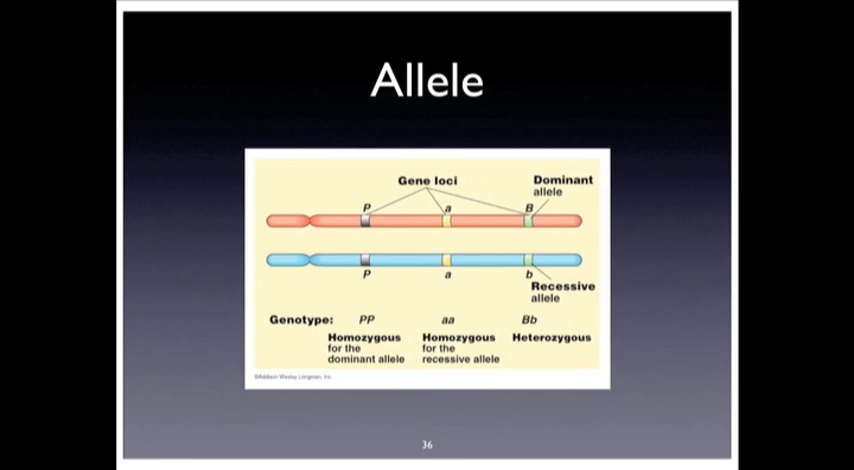 Allele
Gene loci
Dominant
allele
P
a
B
P
a
b
Recessive
allele
Genotype: PP aa Bb
Homozygous Homozygous Heterozygous
for the for the
dominant allele recessive allele
©Addison Wesley Longman, Inc.
36